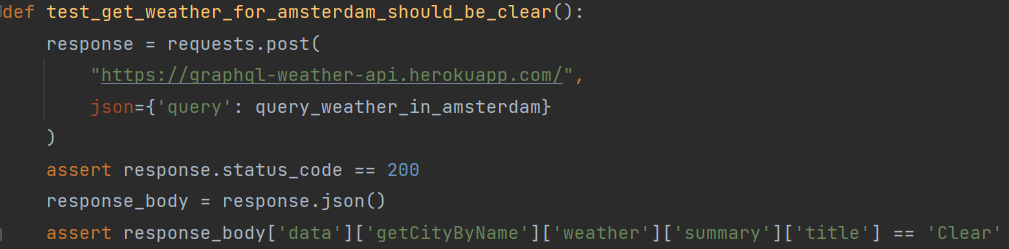 def test_get_weather_for_amsterdam_should_be_clear():
    response = requests.post(
        "https://graphql-weather-api.herokuapp.com/",
        json={'query': query_weather_in_amsterdam}
    )
    assert response.status_code == 200
    response_body = response.json()
    assert response_body['data']['getCityByName']['weather']['summary']['title'] == 'Clear'